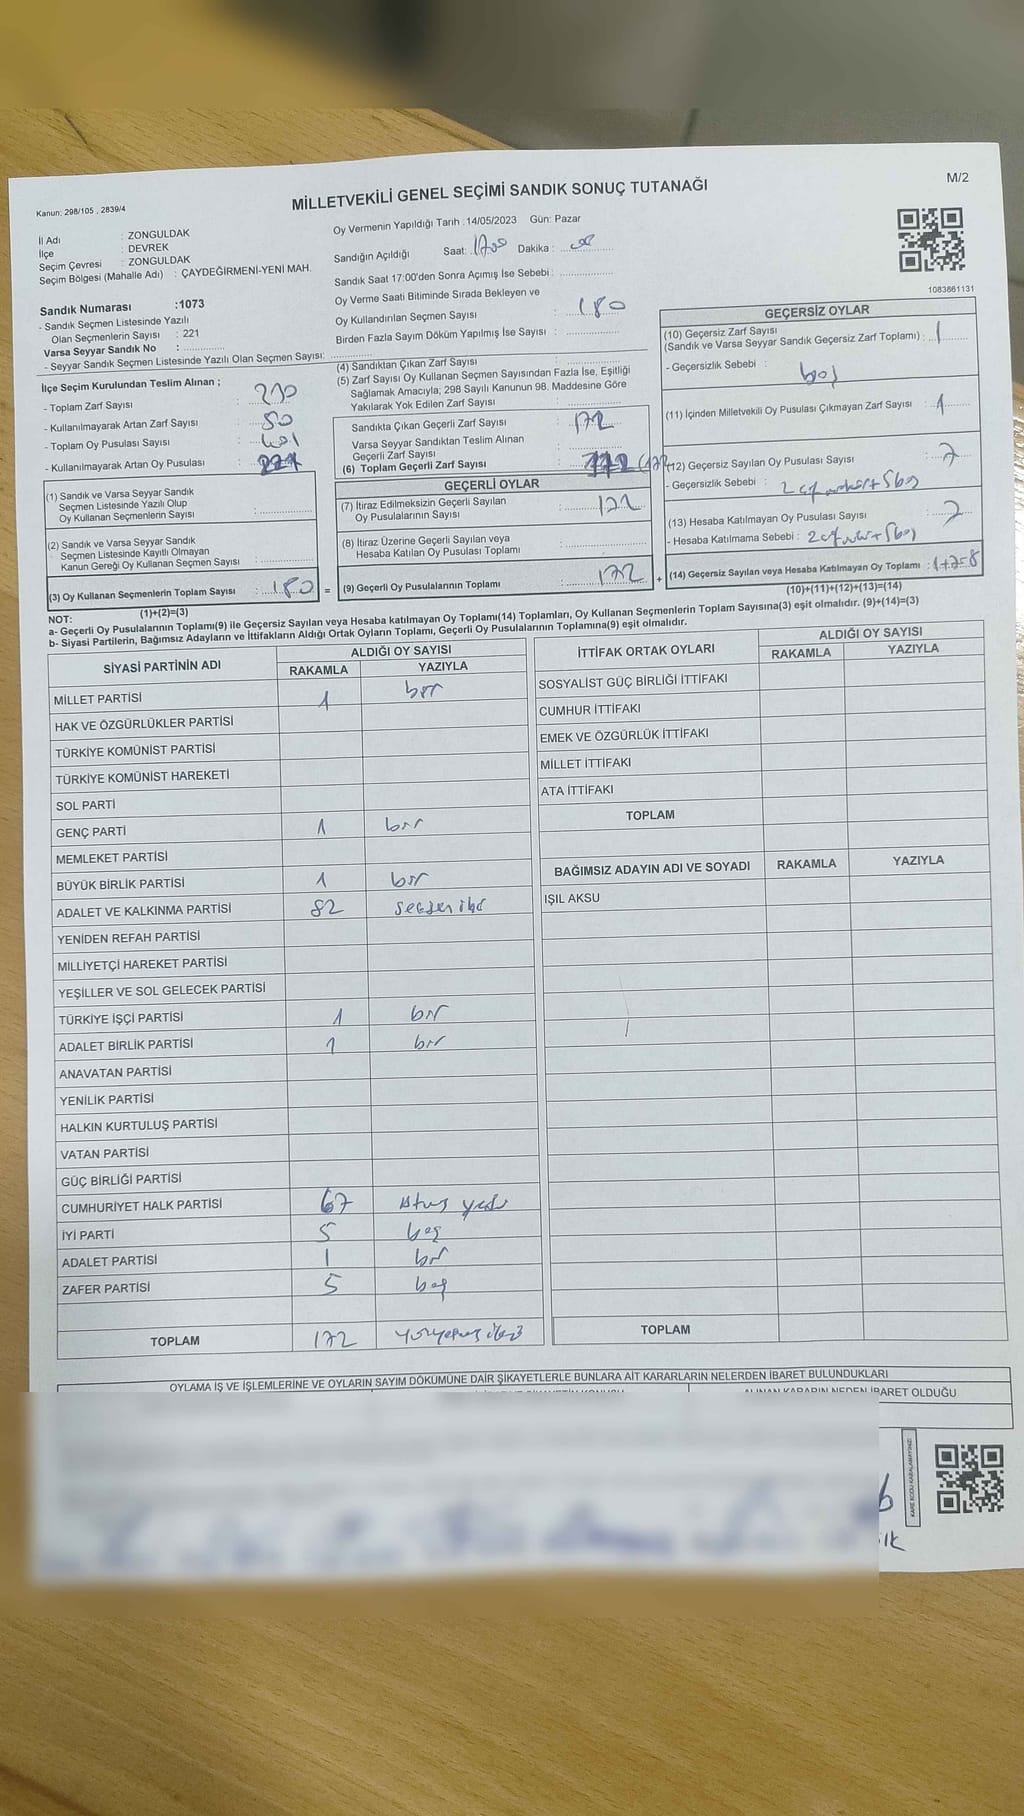 M/2
MİLLETVEKİLİ GENEL SEÇİMİ SANDIK SONUÇ TUTANAĞI
Kanun: 298/105 , 2839/4
İl Adı : ZONGULDAK
İlçe : DEVREK
Seçim Çevresi : ZONGULDAK
Seçim Bölgesi (Mahalle Adı) : ÇAYDEĞİRMENİ-YENİ MAH.
Sandık Numarası :1073
- Sandık Seçmen Listesinde Yazılı
Olan Seçmenlerin Sayısı : 221
Varsa Seyyar Sandık No :
- Seyyar Sandık Seçmen Listesinde Yazılı Olan Seçmen Sayısı:
Oy Vermenin Yapıldığı Tarih : 14/05/2023 Gün: Pazar
Sandığın Açıldığı Saat: 1700 Dakika : 00
Sandık Saat 17:00'den Sonra Açımış İse Sebebi :
Oy Verme Saati Bitiminde Sırada Bekleyen ve
Oy Kullandırılan Seçmen Sayısı : 180
Birden Fazla Sayım Döküm Yapılmış İse Sayısı :
1083861131
İlçe Seçim Kurulundan Teslim Alınan ;
- Toplam Zarf Sayısı : 230
- Kullanılmayarak Artan Zarf Sayısı : 50
- Toplam Oy Pusulası Sayısı : 401
- Kullanılmayarak Artan Oy Pusulası : 221
(1) Sandık ve Varsa Seyyar Sandık
Seçmen Listesinde Yazılı Olup
Oy Kullanan Seçmenlerin Sayısı :
(2) Sandık ve Varsa Seyyar Sandık
Seçmen Listesinde Kayıtlı Olmayan
Kanun Gereği Oy Kullanan Seçmen Sayısı :
(3) Oy Kullanan Seçmenlerin Toplam Sayısı : 180 =
(1)+(2)=(3)
(4) Sandıktan Çıkan Zarf Sayısı :
(5) Zarf Sayısı Oy Kullanan Seçmen Sayısından Fazla İse, Eşitliği
Sağlamak Amacıyla; 298 Sayılı Kanunun 98. Maddesine Göre
Yakılarak Yok Edilen Zarf Sayısı :
Sandıkta Çıkan Geçerli Zarf Sayısı : 172
Varsa Seyyar Sandıktan Teslim Alınan
Geçerli Zarf Sayısı :
(6) Toplam Geçerli Zarf Sayısı : 172 (172
GEÇERLİ OYLAR
(7) İtiraz Edilmeksizin Geçerli Sayılan
Oy Pusulalarının Sayısı : 172
(8) İtiraz Üzerine Geçerli Sayılan veya
Hesaba Katılan Oy Pusulası Toplamı :
(9) Geçerli Oy Pusulalarının Toplamı : 172 +
GEÇERSİZ OYLAR
(10) Geçersiz Zarf Sayısı
(Sandık ve Varsa Seyyar Sandık Geçersiz Zarf Toplamı) : 1
- Geçersizlik Sebebi : boş
(11) İçinden Milletvekili Oy Pusulası Çıkmayan Zarf Sayısı : 1
(12) Geçersiz Sayılan Oy Pusulası Sayısı : 7
- Geçersizlik Sebebi : 2 + 5 boş
(13) Hesaba Katılmayan Oy Pusulası Sayısı : 7
- Hesaba Katılmama Sebebi : 2 + 5 boş
(14) Geçersiz Sayılan veya Hesaba Katılmayan Oy Toplamı : 1+7=8
(10)+(11)+(12)+(13)=(14)
NOT:
a- Geçerli Oy Pusulalarının Toplamı(9) ile Geçersiz Sayılan veya Hesaba katılmayan Oy Toplamı(14) Toplamları, Oy Kullanan Seçmenlerin Toplam Sayısına(3) eşit olmalıdır. (9)+(14)=(3)
b- Siyasi Partilerin, Bağımsız Adayların ve İttifakların Aldığı Ortak Oyların Toplamı, Geçerli Oy Pusulalarının Toplamına(9) eşit olmalıdır.
SİYASİ PARTİNİN ADI ALDIĞI OY SAYISI
RAKAMLA YAZIYLA
MİLLET PARTİSİ 1 bir
HAK VE ÖZGÜRLÜKLER PARTİSİ
TÜRKİYE KOMÜNİST PARTİSİ
TÜRKİYE KOMÜNİST HAREKETİ
SOL PARTİ
GENÇ PARTİ 1 bir
MEMLEKET PARTİSİ
BÜYÜK BİRLİK PARTİSİ 1 bir
ADALET VE KALKINMA PARTİSİ 82 seksen iki
YENİDEN REFAH PARTİSİ
MİLLİYETÇİ HAREKET PARTİSİ
YEŞİLLER VE SOL GELECEK PARTİSİ
TÜRKİYE İŞÇİ PARTİSİ 1 bir
ADALET BİRLİK PARTİSİ 1 bir
ANAVATAN PARTİSİ
YENİLİK PARTİSİ
HALKIN KURTULUŞ PARTİSİ
VATAN PARTİSİ
GÜÇ BİRLİĞİ PARTİSİ
CUMHURİYET HALK PARTİSİ 67 atmış yedi
İYİ PARTİ 5 beş
ADALET PARTİSİ 1 bir
ZAFER PARTİSİ 5 beş
TOPLAM 172 yüzyetmiş iki
İTTİFAK ORTAK OYLARI ALDIĞI OY SAYISI
RAKAMLA YAZIYLA
SOSYALİST GÜÇ BİRLİĞİ İTTİFAKI
CUMHUR İTTİFAKI
EMEK VE ÖZGÜRLÜK İTTİFAKI
MİLLET İTTİFAKI
ATA İTTİFAKI
TOPLAM
BAĞIMSIZ ADAYIN ADI VE SOYADI RAKAMLA YAZIYLA
IŞIL AKSU
TOPLAM
OYLAMA İŞ VE İŞLEMLERİNE VE OYLARIN SAYIM DÖKÜMÜNE DAİR ŞİKAYETLERLE BUNLARA AİT KARARLARIN NELERDEN İBARET BULUNDUKLARI
ALINAN KARARIN NEDEN İBARET OLDUĞU